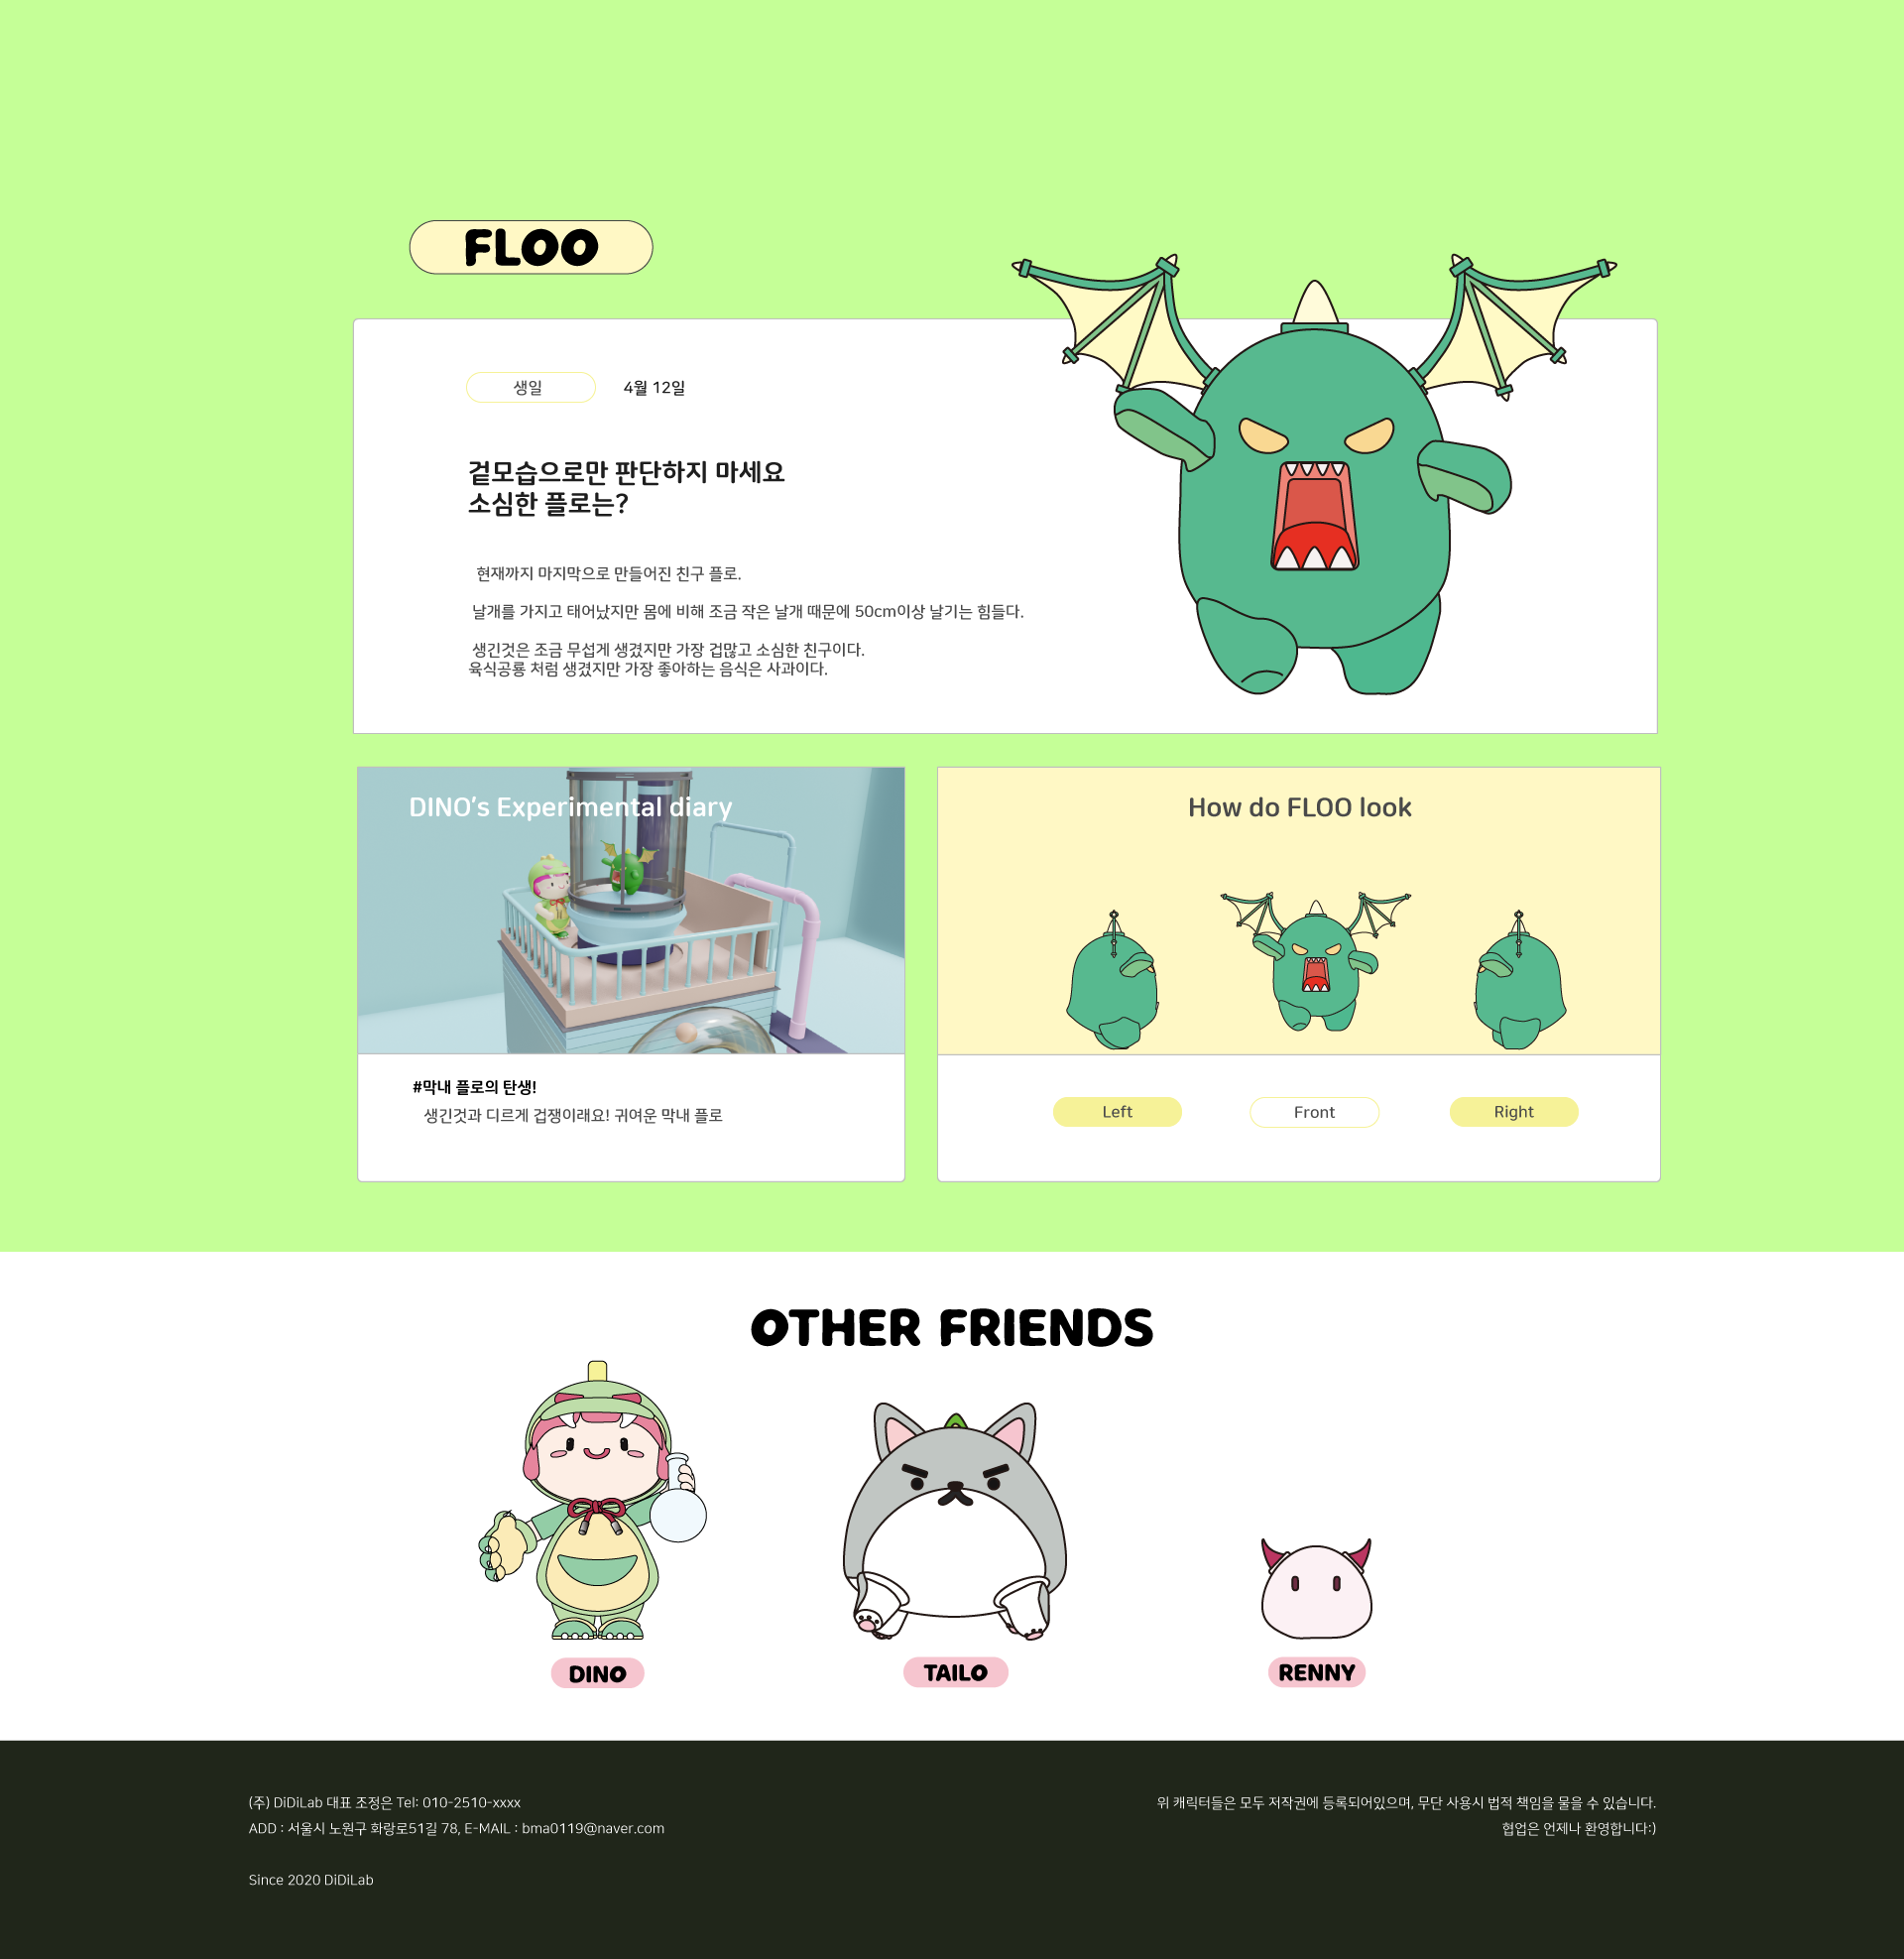 FLOO
생일
4월 12일
겉모습으로만 판단하지 마세요
소심한 플로는?
현재까지 마지막으로 만들어진 친구 플로.
날개를 가지고 태어났지만 몸에 비해 조금 작은 날개 때문에 50cm이상 날기는 힘들다.
생긴것은 조금 무섭게 생겼지만 가장 겁많고 소심한 친구이다.
육식공룡 처럼 생겼지만 가장 좋아하는 음식은 사과이다.
DINO's Experimental diary
#막내 플로의 탄생!
생긴것과 디르게 겁쟁이래요! 귀여운 막내 플로
How do FLOO look
Left
Front
Right
OTHER FRIENDS
DINO
TAILO
RENNY
(주) DiDiLab 대표 조정은 Tel: 010-2510-xxxx
ADD : 서울시 노원구 화랑로51길 78, E-MAIL : bma0119@naver.com
Since 2020 DiDiLab
위 캐릭터들은 모두 저작권에 등록되어있으며, 무단 사용시 법적 책임을 물을 수 있습니다.
협업은 언제나 환영합니다:)